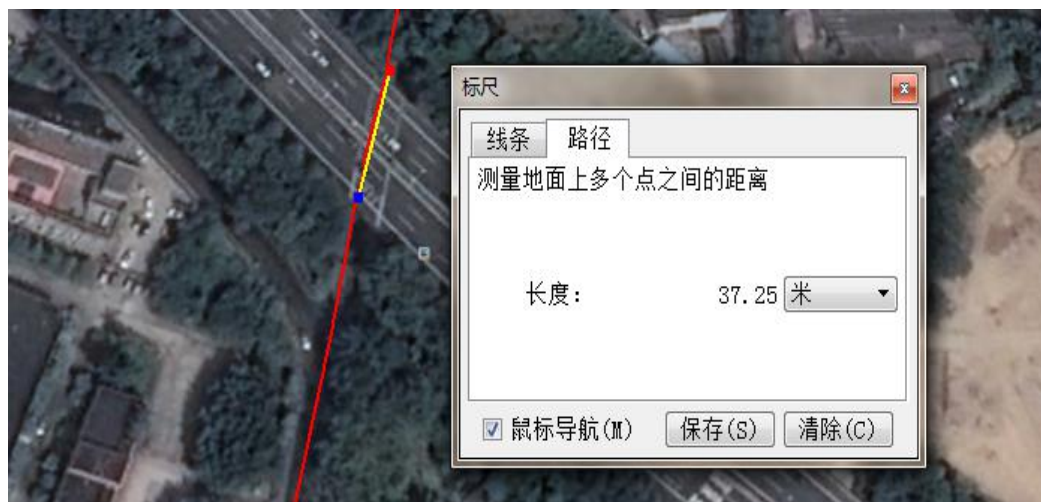 标尺
线条 路径
测量地面上多个点之间的距离
长度: 37.25 米
鼠标导航(M) 保存(S) 清除(C)